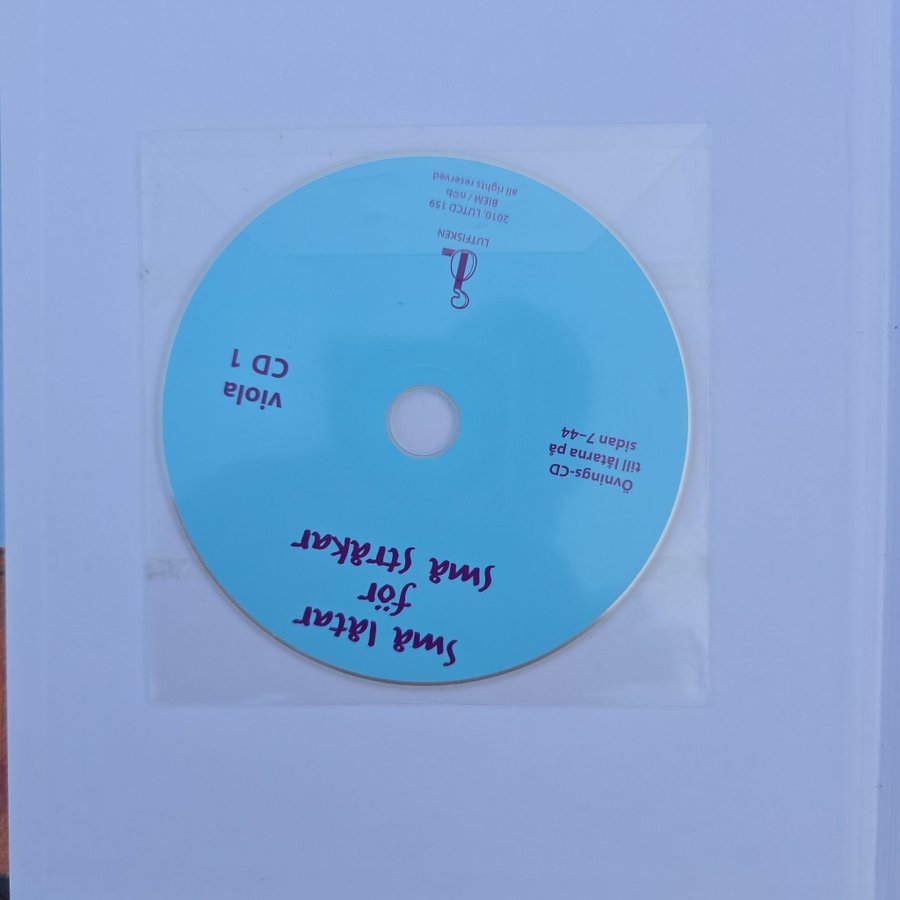 Små låtar
för
små stråkar
Övnings-CD
till låtarna på
sidan 7–44
viola
CD 1
LUTFISKEN
2010, LUTCD 159
BIEM / n©b
all rights reserved